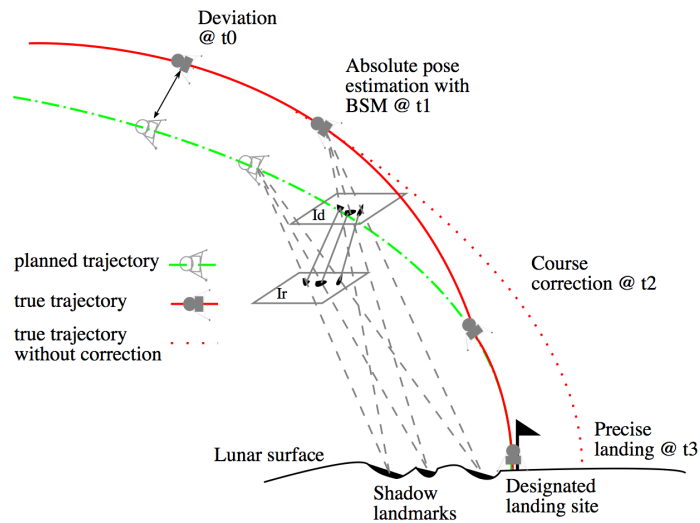 Deviation
@ t0
Absolute pose
estimation with
BSM @ t1
Id
Ir
planned trajectory
true trajectory
true trajectory
without correction
Course
correction @ t2
Precise
landing @ t3
Lunar surface
Shadow
landmarks
Designated
landing site